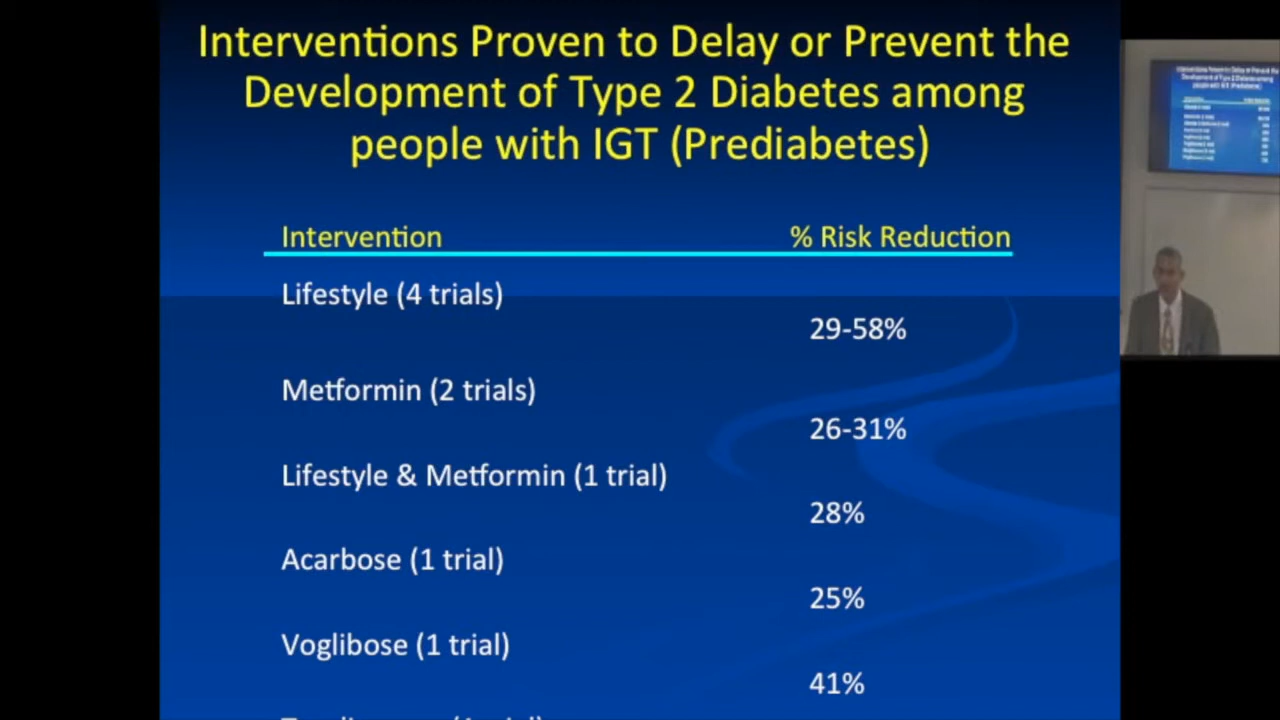 Interventions Proven to Delay or Prevent the
Development of Type 2 Diabetes among
people with IGT (Prediabetes)
Intervention % Risk Reduction
Lifestyle (4 trials)
29-58%
Metformin (2 trials)
26-31%
Lifestyle & Metformin (1 trial)
28%
Acarbose (1 trial)
25%
Voglibose (1 trial)
41%